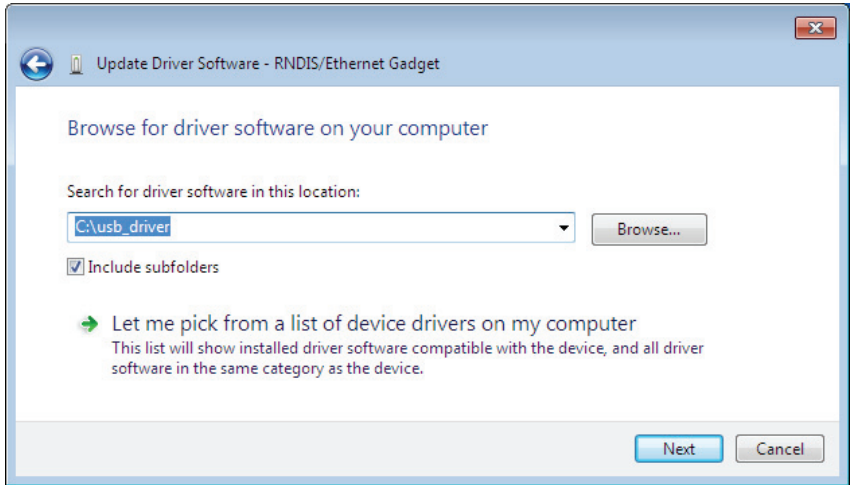 Update Driver Software - RNDIS/Ethernet Gadget
Browse for driver software on your computer
Search for driver software in this location:
C:\usb_driver
Browse...
Include subfolders
Let me pick from a list of device drivers on my computer
This list will show installed driver software compatible with the device, and all driver
software in the same category as the device.
Next
Cancel